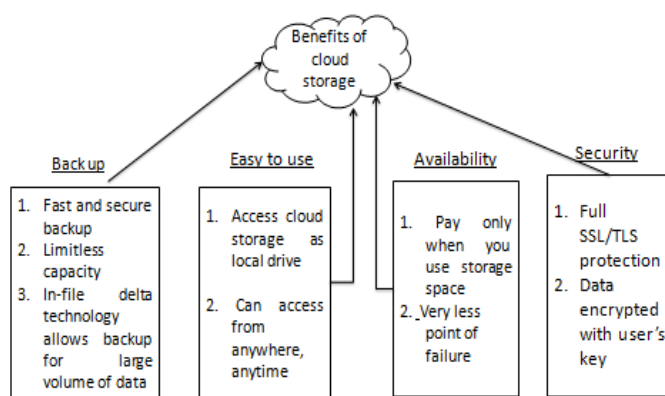 Benefits of
cloud
storage
Backup
1. Fast and secure
backup
2. Limitless
capacity
3. In-file delta
technology
allows backup
for large
volume of data
Easy to use
1. Access cloud
storage as
local drive
2. Can access
from
anywhere,
anytime
Availability
1. Pay only
when you
use storage
space
2. Very less
point of
failure
Security
1. Full
SSL/TLS
protection
2. Data
encrypted
with user's
key